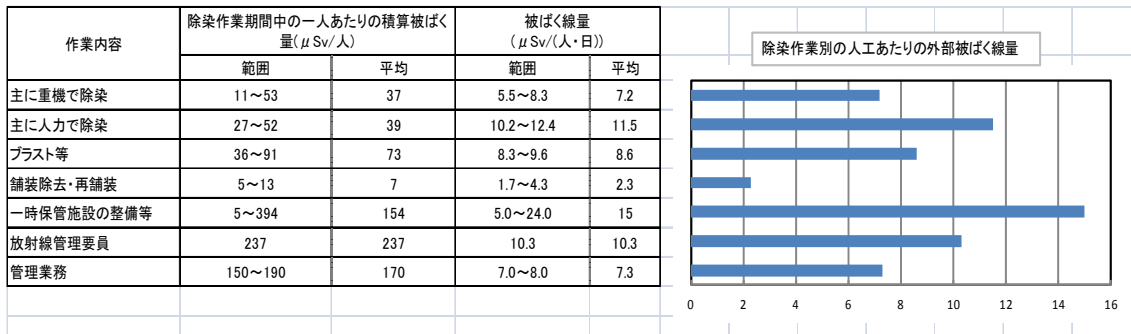 作業内容 除染作業期間中の一人あたりの積算被ばく量(μSv/人) 被ばく線量(μSv/(人・日))
範囲 平均 範囲 平均
主に重機で除染 11～53 37 5.5～8.3 7.2
主に人力で除染 27～52 39 10.2～12.4 11.5
ブラスト等 36～91 73 8.3～9.6 8.6
舗装除去・再舗装 5～13 7 1.7～4.3 2.3
一時保管施設の整備等 5～394 154 5.0～24.0 15
放射線管理要員 237 237 10.3 10.3
管理業務 150～190 170 7.0～8.0 7.3
除染作業別の人工あたりの外部被ばく線量
0 2 4 6 8 10 12 14 16